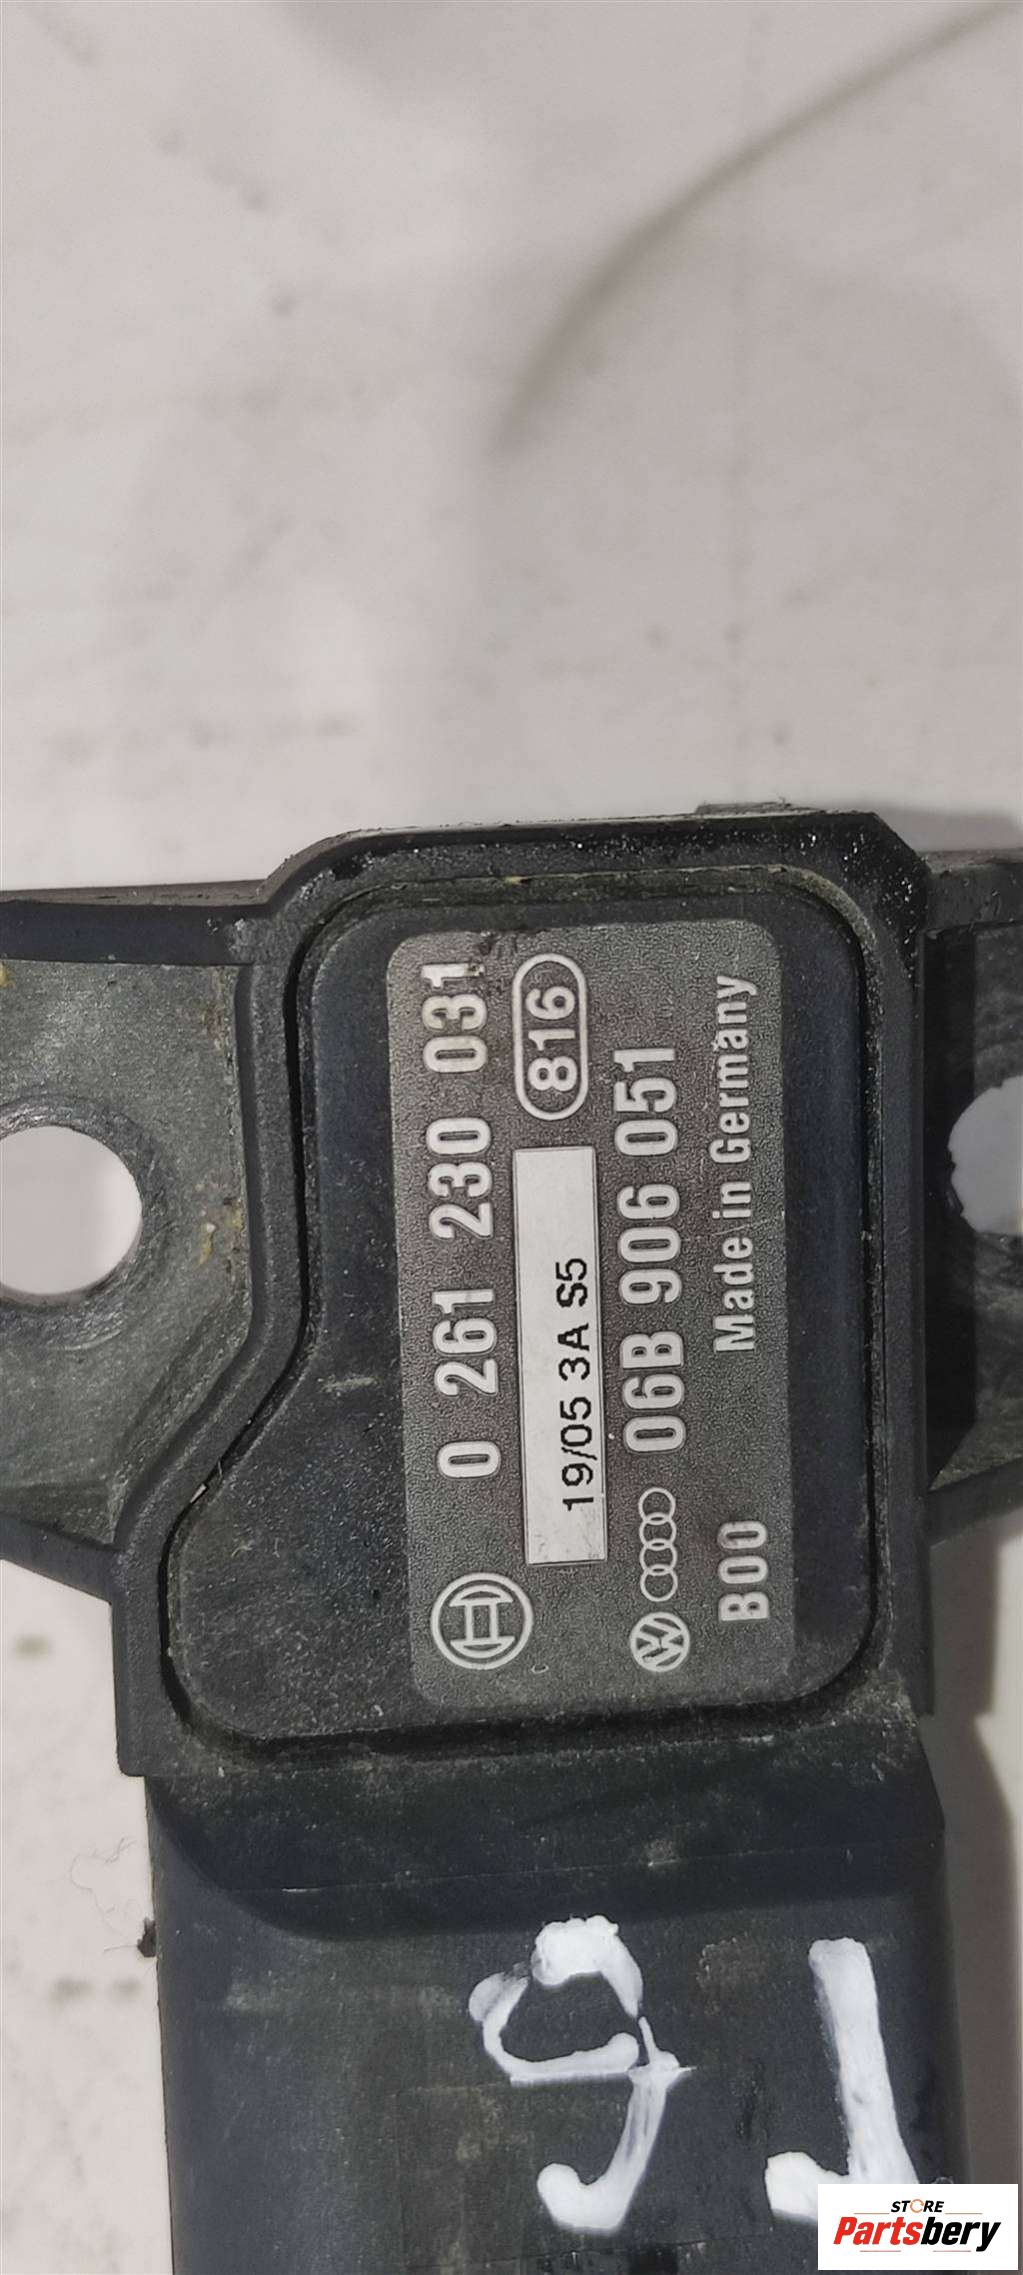 0 261 230 031
19/05 3A S5 816
06B 906 051
B00 Made in Germany
STORE
Partsbery